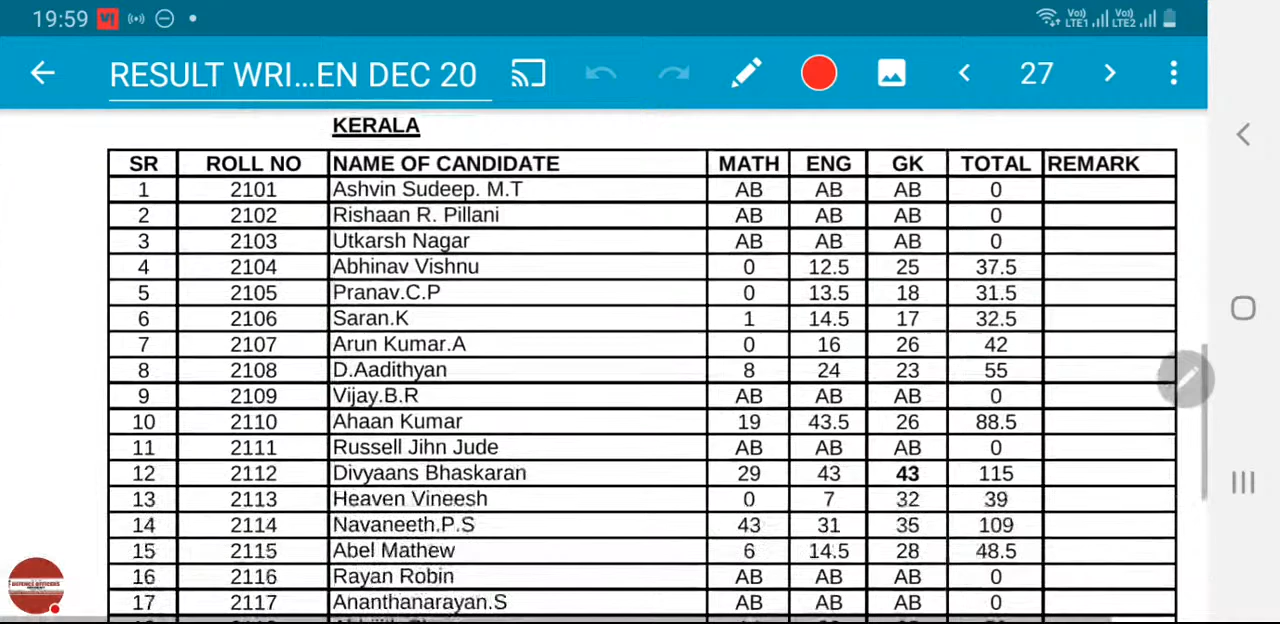 19:59
Vo) LTE1 Vo) LTE2
RESULT WRI...EN DEC 20 27
KERALA
SR ROLL NO NAME OF CANDIDATE MATH ENG GK TOTAL REMARK
1 2101 Ashvin Sudeep. M.T AB AB AB 0
2 2102 Rishaan R. Pillani AB AB AB 0
3 2103 Utkarsh Nagar AB AB AB 0
4 2104 Abhinav Vishnu 0 12.5 25 37.5
5 2105 Pranav.C.P 0 13.5 18 31.5
6 2106 Saran.K 1 14.5 17 32.5
7 2107 Arun Kumar.A 0 16 26 42
8 2108 D.Aadithyan 8 24 23 55
9 2109 Vijay.B.R AB AB AB 0
10 2110 Ahaan Kumar 19 43.5 26 88.5
11 2111 Russell Jihn Jude AB AB AB 0
12 2112 Divyaans Bhaskaran 29 43 43 115
13 2113 Heaven Vineesh 0 7 32 39
14 2114 Navaneeth.P.S 43 31 35 109
15 2115 Abel Mathew 6 14.5 28 48.5
16 2116 Rayan Robin AB AB AB 0
17 2117 Ananthanarayan.S AB AB AB 0